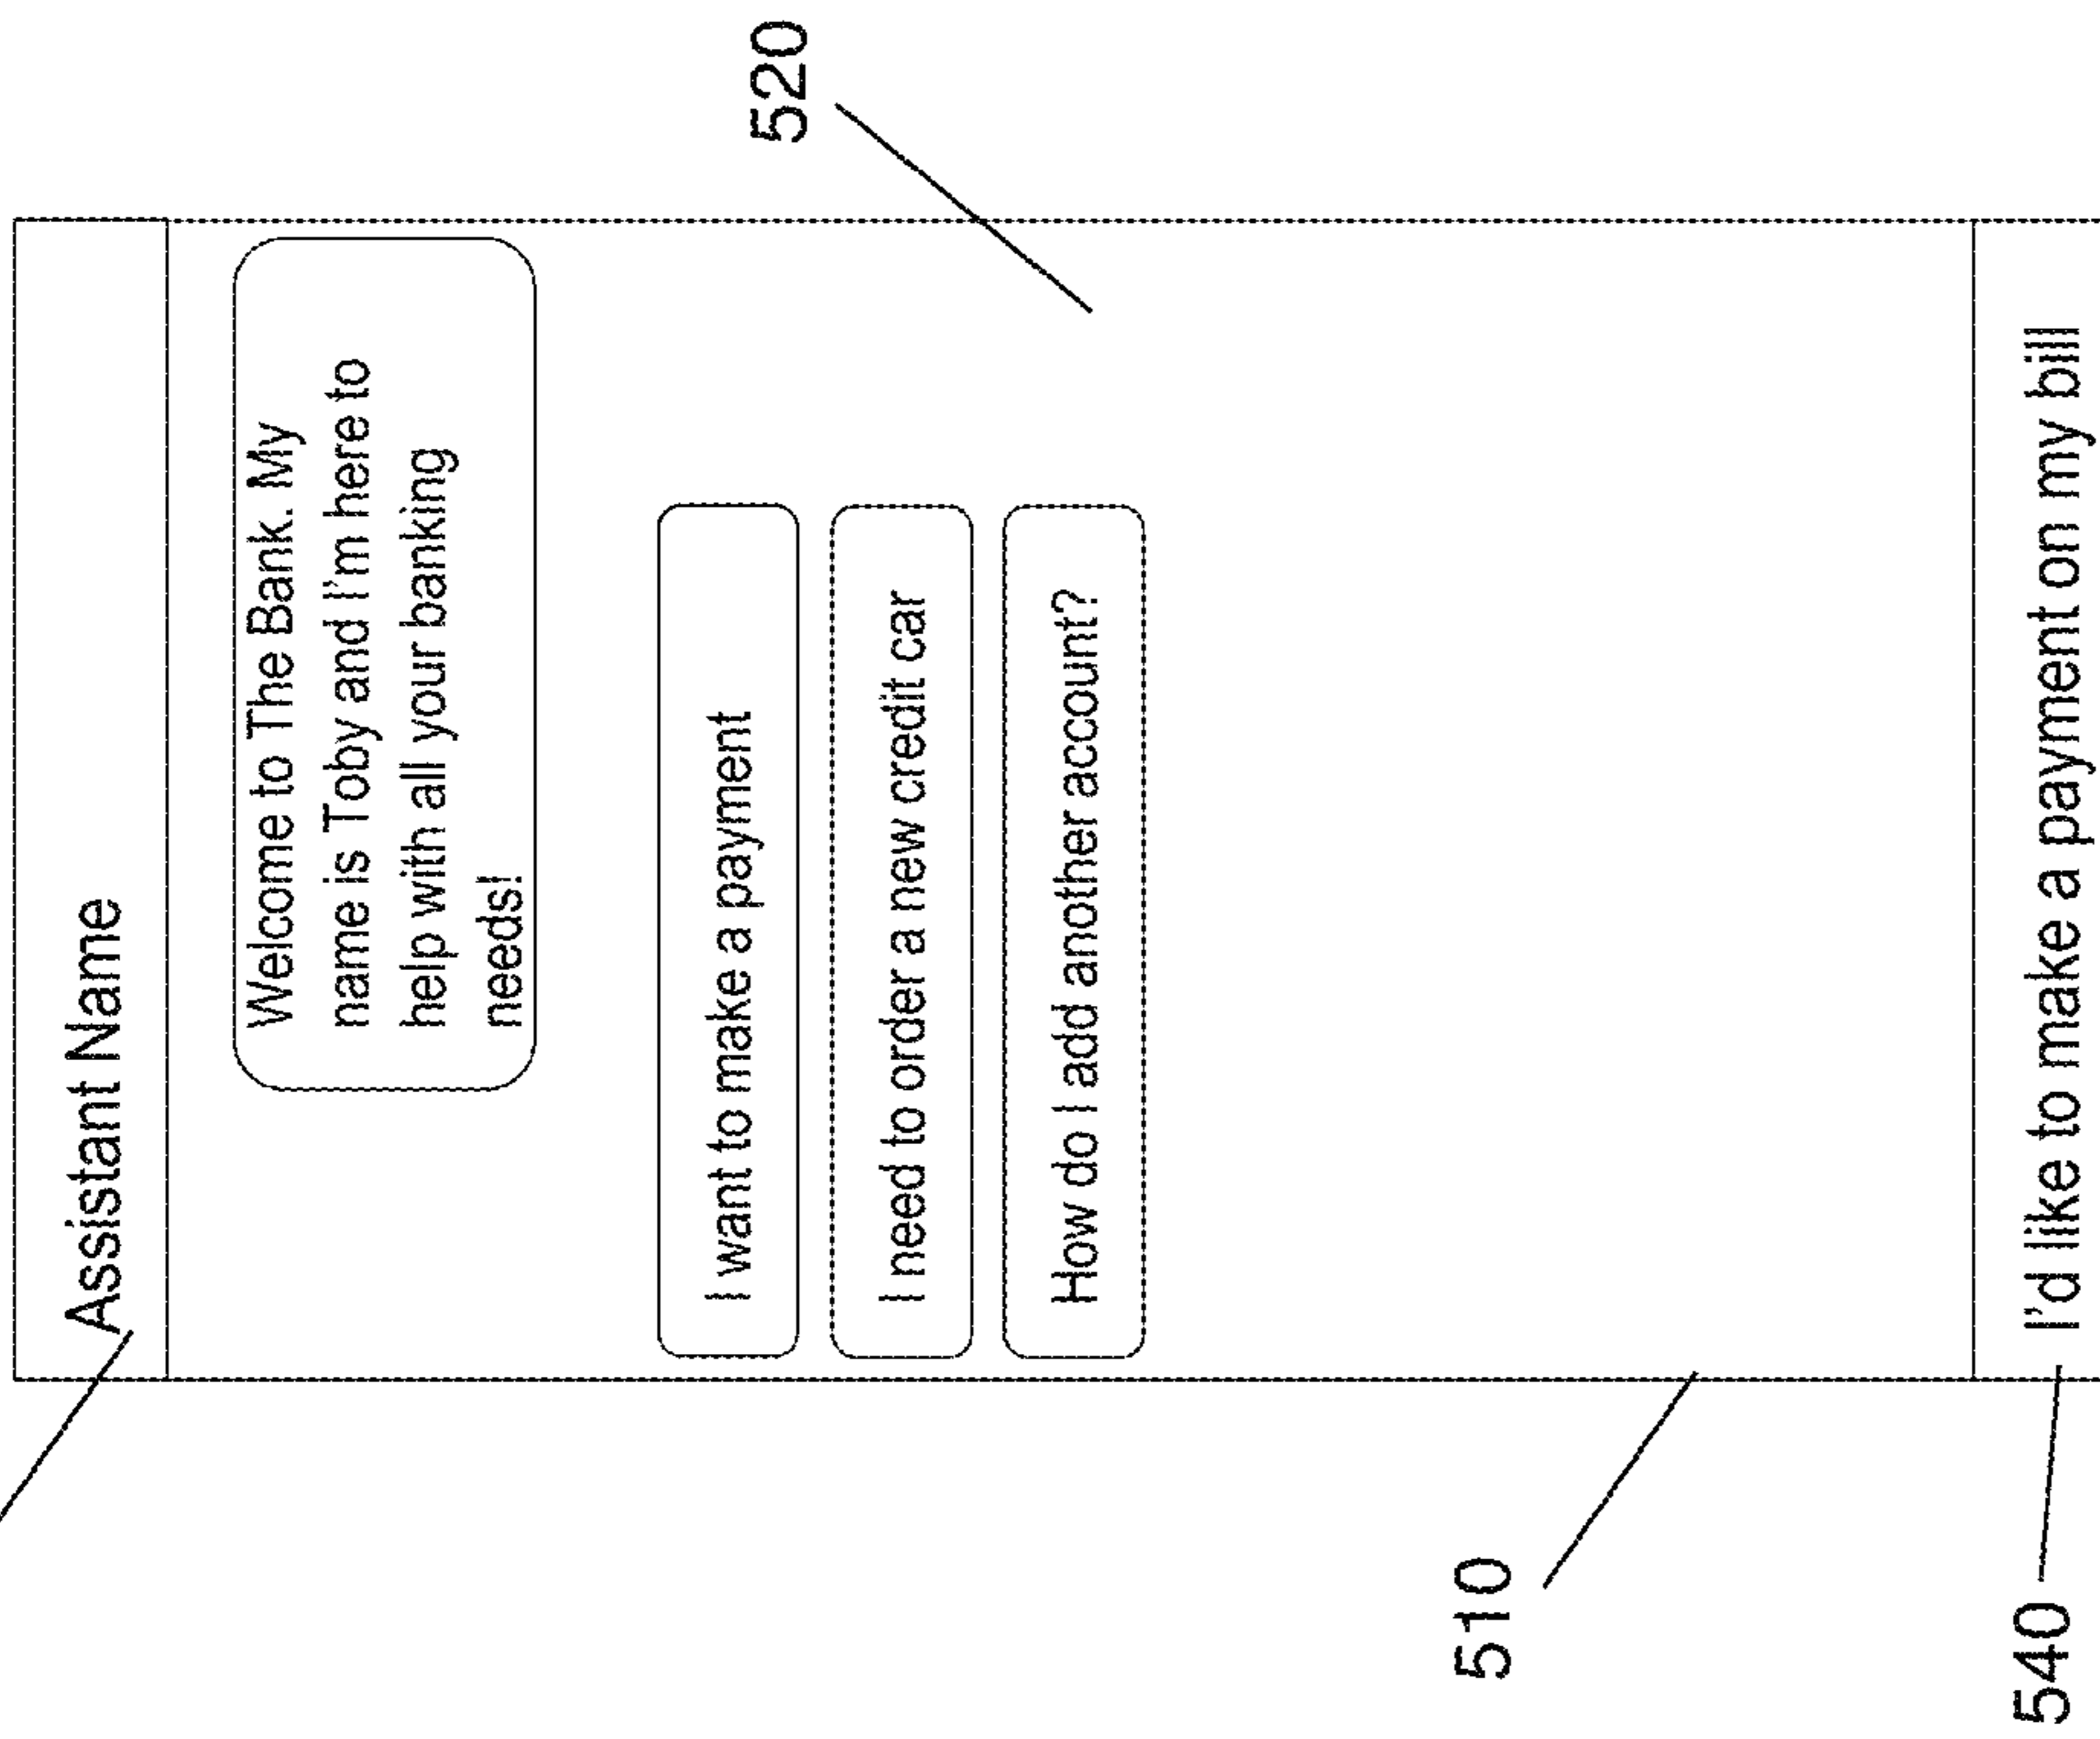 Assistant Name
Welcome to The Bank. My
name is Toby and I'm here to
help with all your banking
needs!
520
I want to make a payment
I need to order a new credit car
How do I add another account?
510
540
I'd like to make a payment on my bill